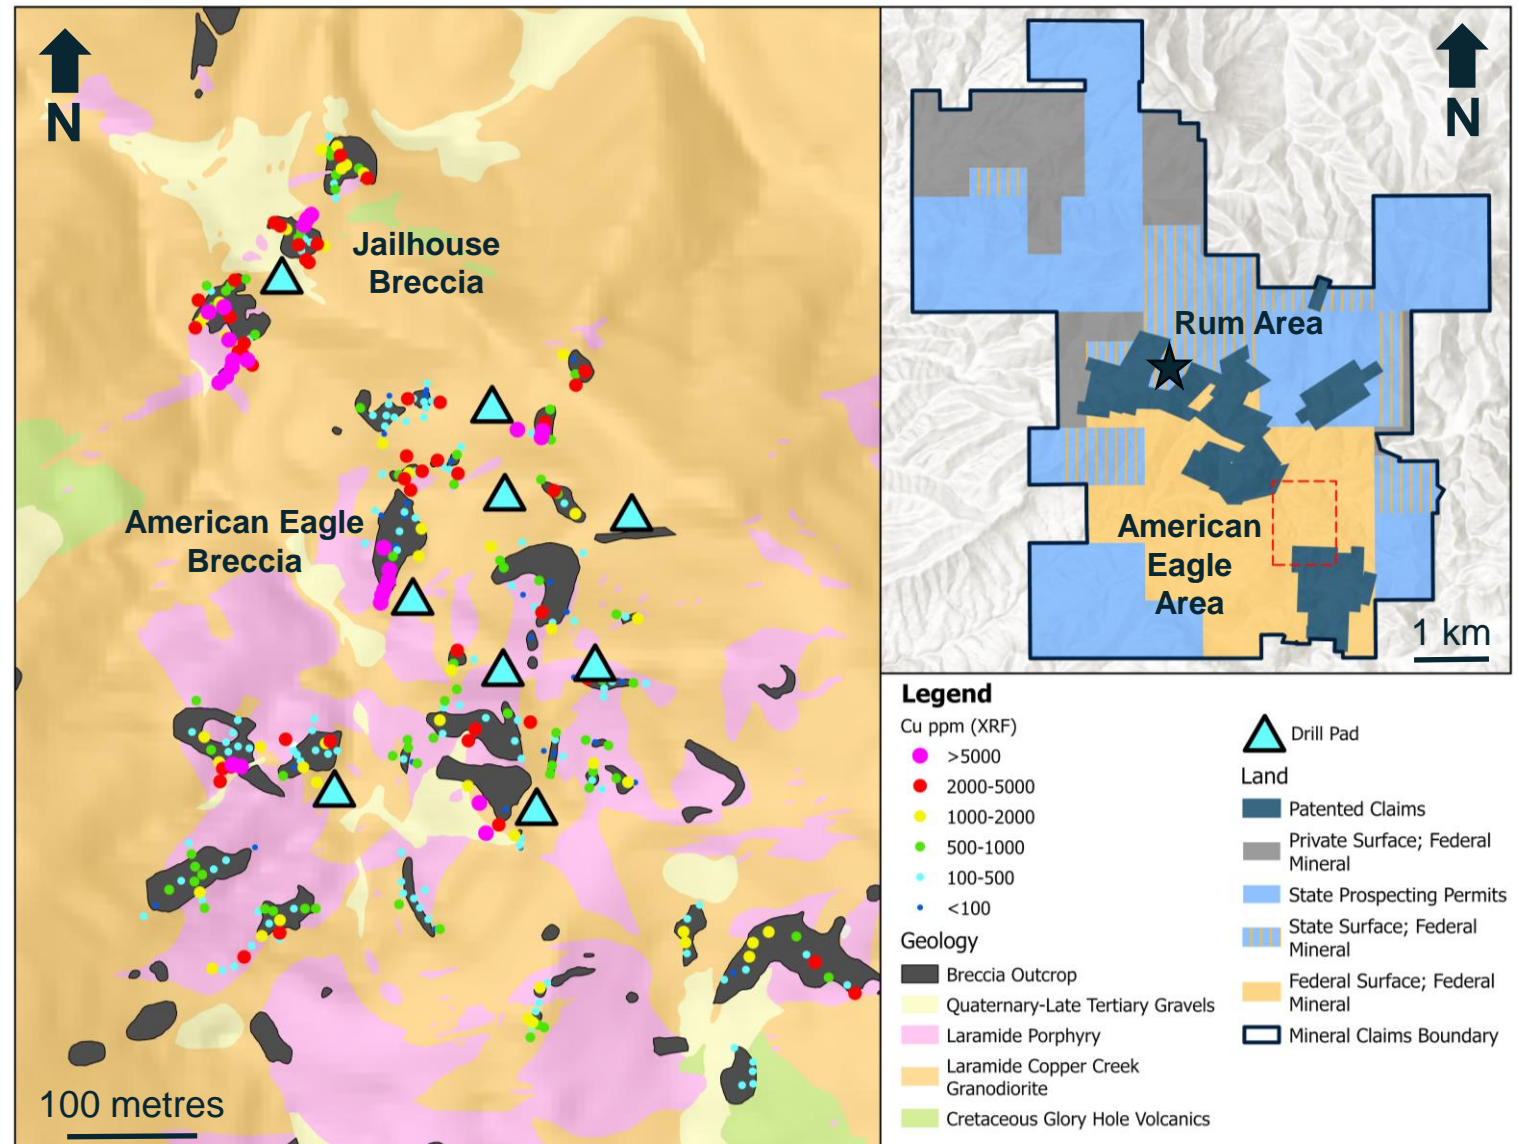 N
Jailhouse
Breccia
American Eagle
Breccia
100 metres
N
Rum Area
American
Eagle
Area
1 km
Legend
Cu ppm (XRF)
>5000
2000-5000
1000-2000
500-1000
100-500
<100
Geology
Breccia Outcrop
Quaternary-Late Tertiary Gravels
Laramide Porphyry
Laramide Copper Creek
Granodiorite
Cretaceous Glory Hole Volcanics
Drill Pad
Land
Patented Claims
Private Surface; Federal
Mineral
State Prospecting Permits
State Surface; Federal
Mineral
Federal Surface; Federal
Mineral
Mineral Claims Boundary